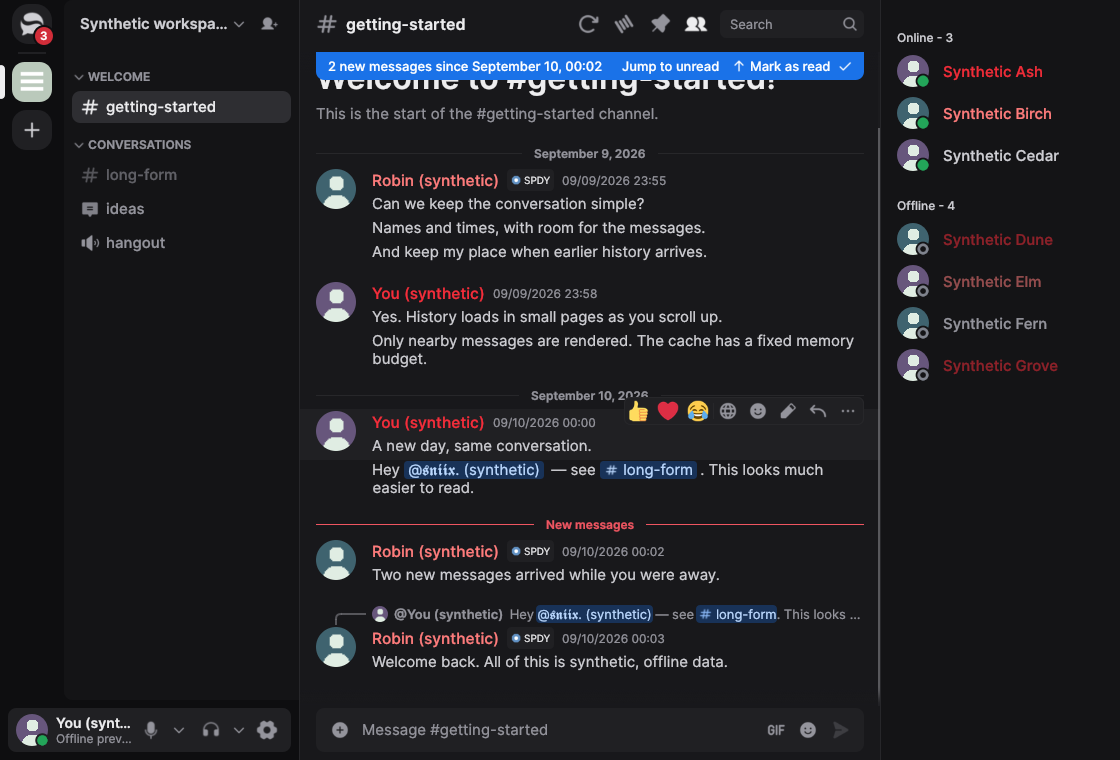 3
Synthetic workspa...
WELCOME
# getting-started
CONVERSATIONS
# long-form
ideas
hangout
You (synt...
Offline prev...
# getting-started
Search
2 new messages since September 10, 00:02 Jump to unread ↑ Mark as read ✓
Welcome to #getting-started!
This is the start of the #getting-started channel.
September 9, 2026
Robin (synthetic) SPDY 09/09/2026 23:55
Can we keep the conversation simple?
Names and times, with room for the messages.
And keep my place when earlier history arrives.
You (synthetic) 09/09/2026 23:58
Yes. History loads in small pages as you scroll up.
Only nearby messages are rendered. The cache has a fixed memory
budget.
September 10, 2026
You (synthetic) 09/10/2026 00:00
A new day, same conversation.
Hey @𝖘𝖓𝖎𝖎𝖝. (synthetic) — see # long-form . This looks much
easier to read.
New messages
Robin (synthetic) SPDY 09/10/2026 00:02
Two new messages arrived while you were away.
@You (synthetic) Hey @𝖘𝖓𝖎𝖎𝖝. (synthetic) — see # long-form. This looks ...
Robin (synthetic) SPDY 09/10/2026 00:03
Welcome back. All of this is synthetic, offline data.
Message #getting-started GIF
Online - 3
Synthetic Ash
Synthetic Birch
Synthetic Cedar
Offline - 4
Synthetic Dune
Synthetic Elm
Synthetic Fern
Synthetic Grove